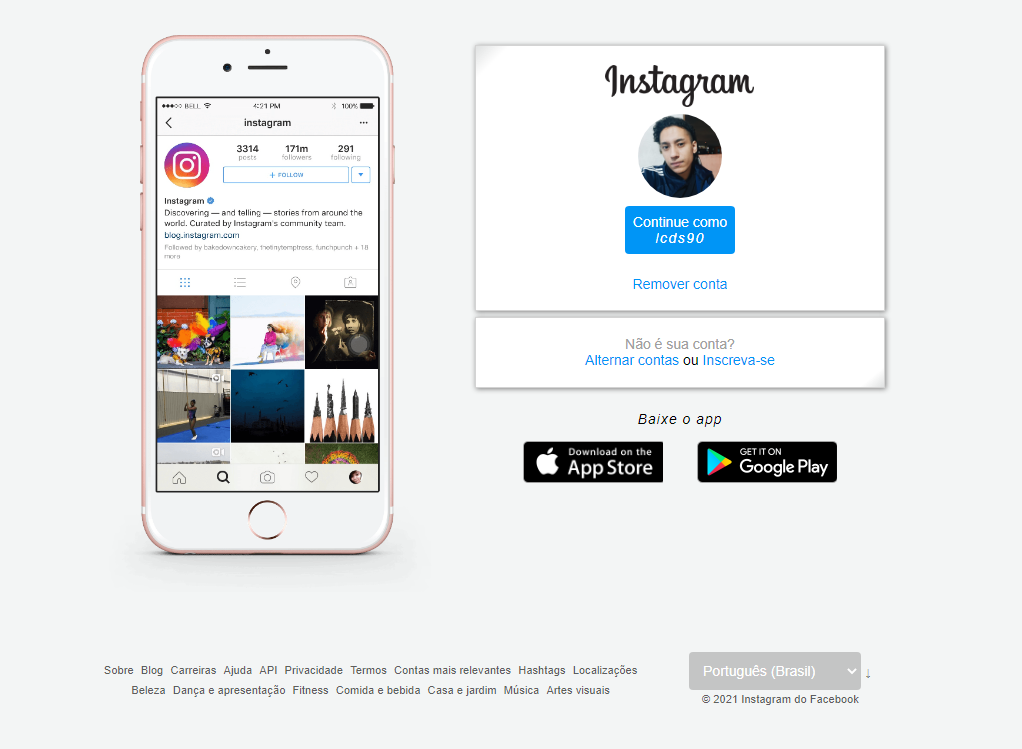 BELL 4:21 PM 100%
instagram
3314 171m 291
posts followers following
+ FOLLOW
Instagram
Discovering — and telling — stories from around the
world. Curated by Instagram's community team.
blog.instagram.com
Followed by bakedowncakery, thetinytemptress, funchpunch + 18
more
Instagram
Continue como
lcds90
Remover conta
Não é sua conta?
Alternar contas ou Inscreva-se
Baixe o app
Download on the
App Store
GET IT ON
Google Play
Sobre Blog Carreiras Ajuda API Privacidade Termos Contas mais relevantes Hashtags Localizações
Beleza Dança e apresentação Fitness Comida e bebida Casa e jardim Música Artes visuais
Português (Brasil) ↓
© 2021 Instagram do Facebook